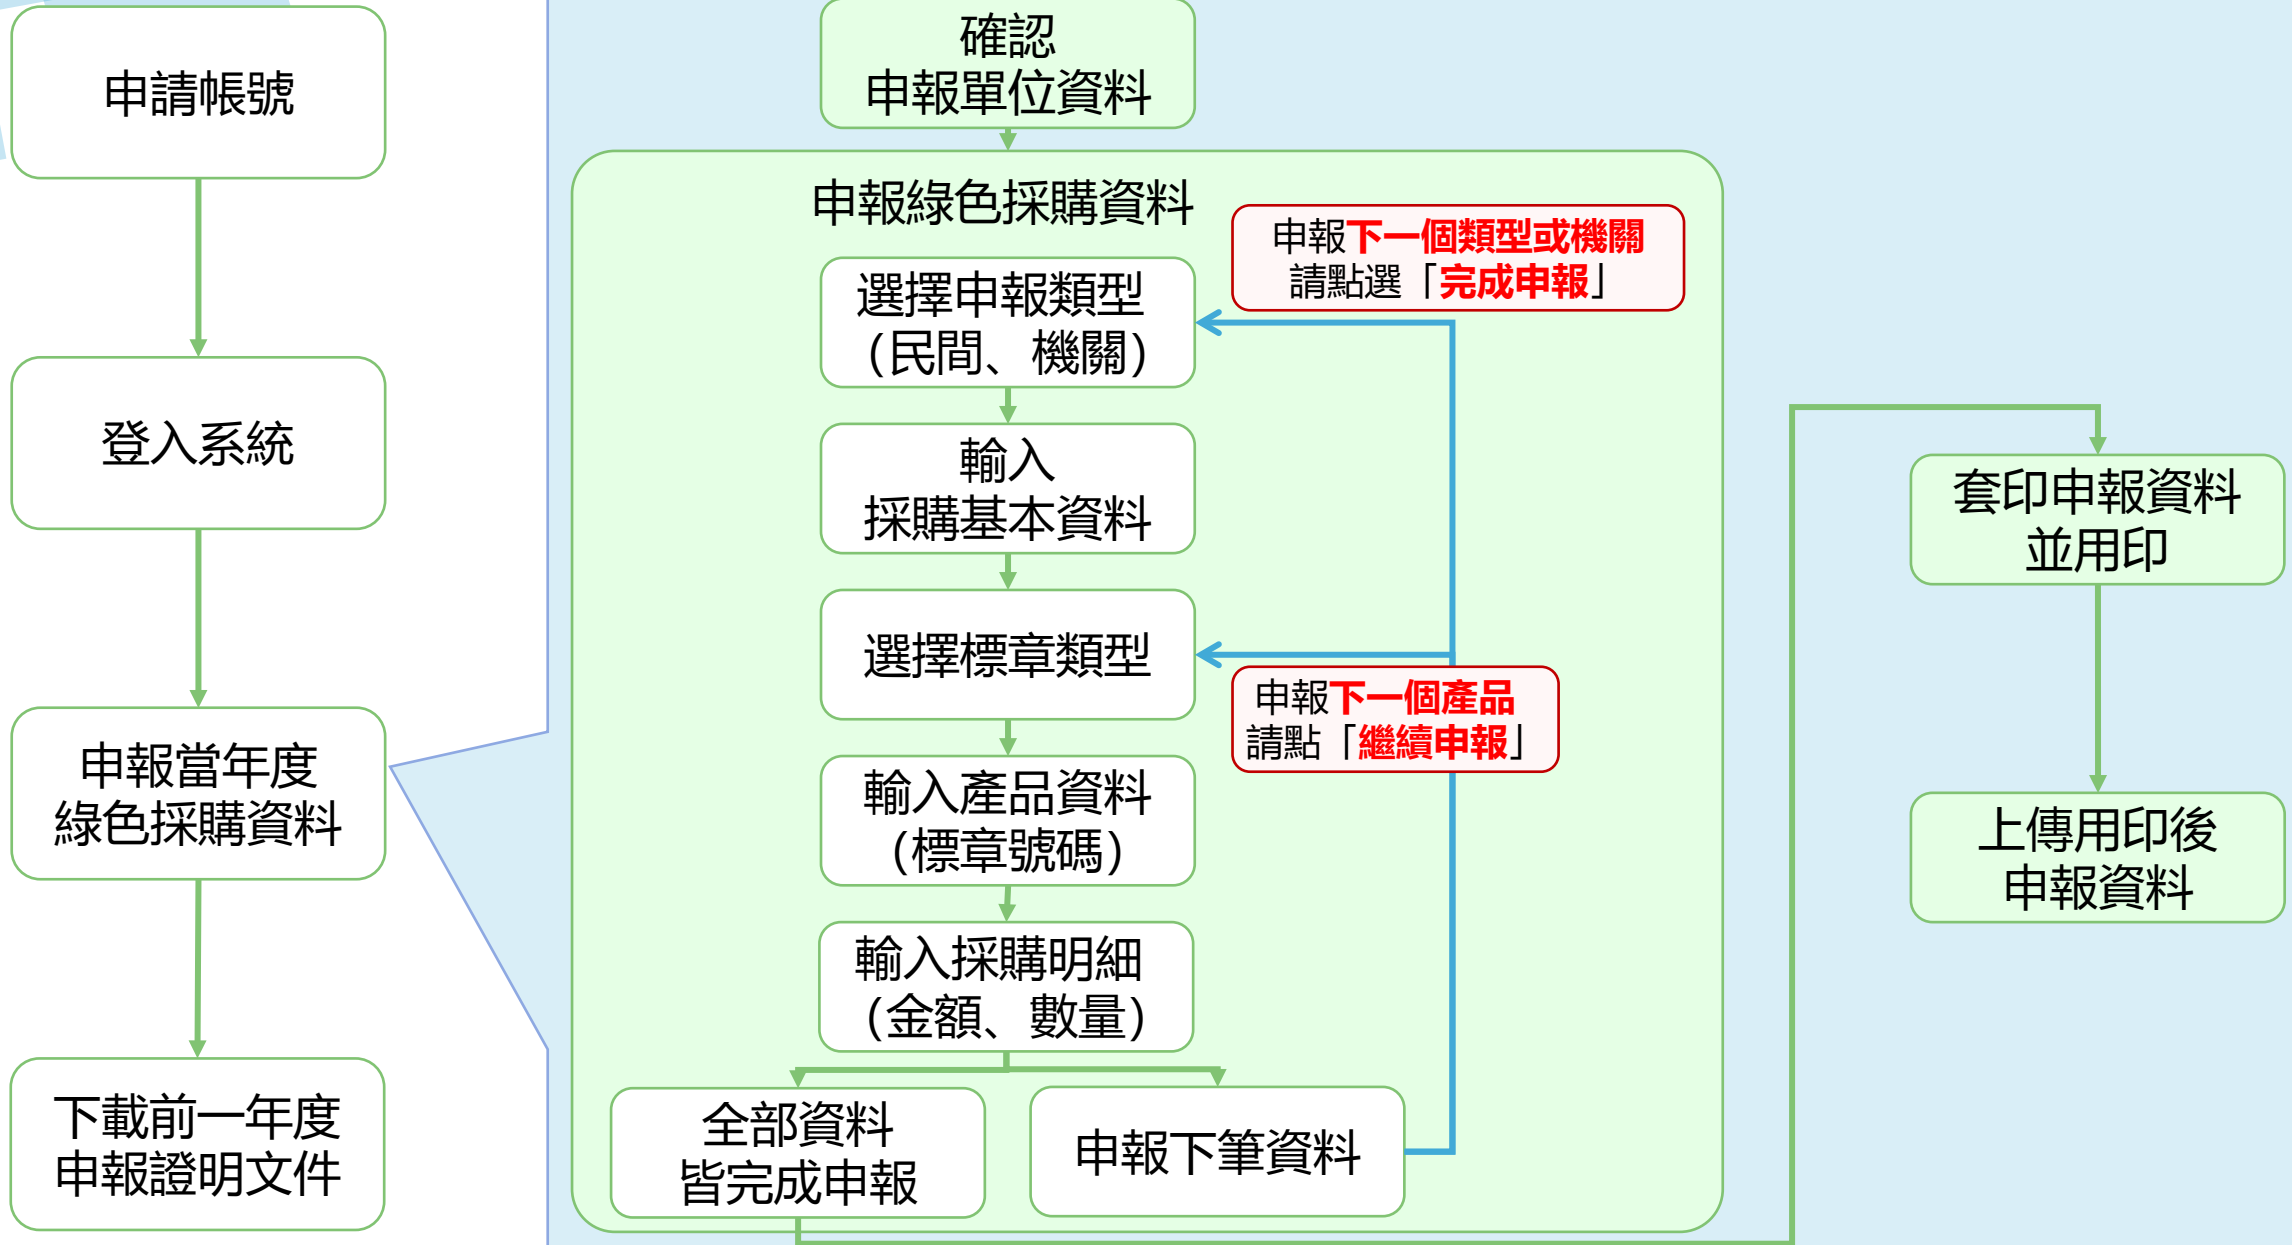 申請帳號
登入系統
申報當年度
綠色採購資料
下載前一年度
申報證明文件
確認
申報單位資料
申報綠色採購資料
選擇申報類型
(民間、機關)
申報下一個類型或機關
請點選「完成申報」
輸入
採購基本資料
選擇標章類型
申報下一個產品
請點「繼續申報」
輸入產品資料
(標章號碼)
輸入採購明細
(金額、數量)
全部資料
皆完成申報
申報下筆資料
套印申報資料
並用印
上傳用印後
申報資料